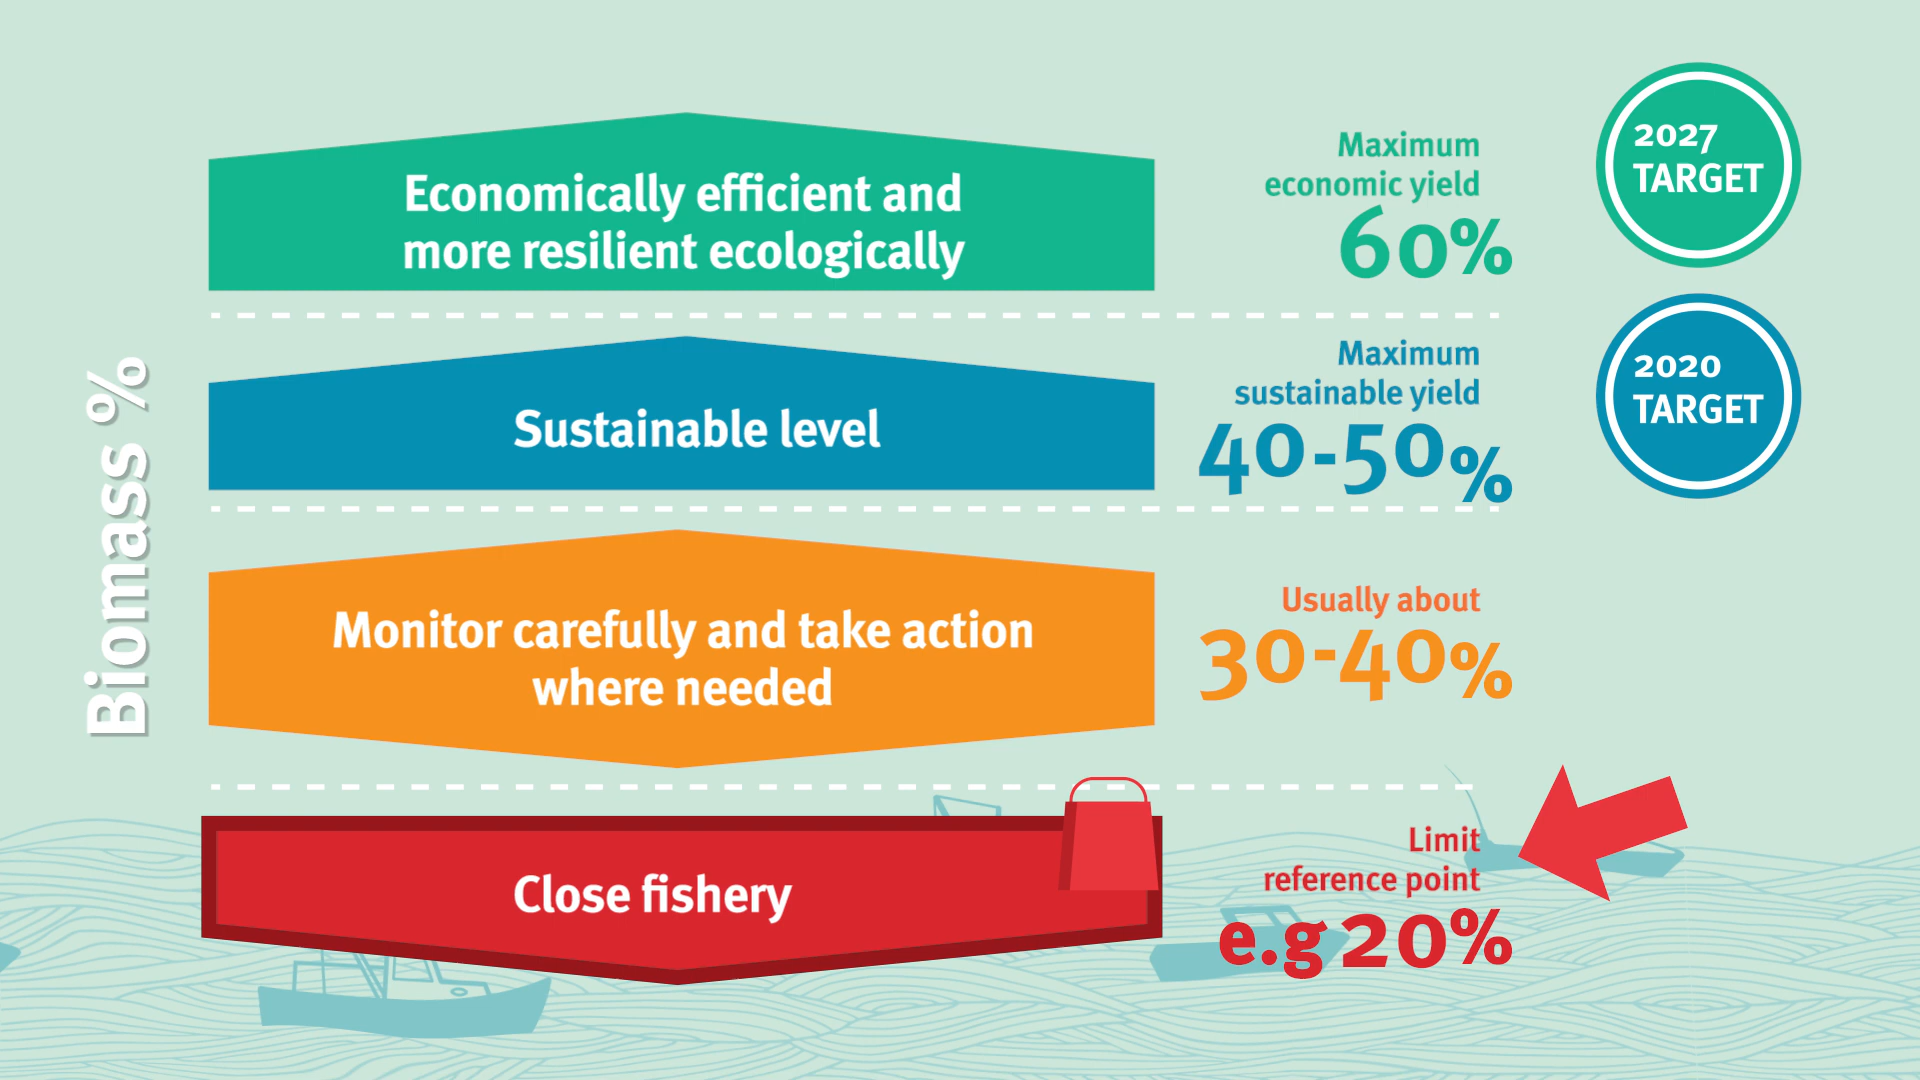 Biomass %
Economically efficient and
more resilient ecologically
Maximum
economic yield
60%
2027
TARGET
Sustainable level
Maximum
sustainable yield
40-50%
2020
TARGET
Monitor carefully and take action
where needed
Usually about
30-40%
Close fishery
Limit
reference point
e.g 20%